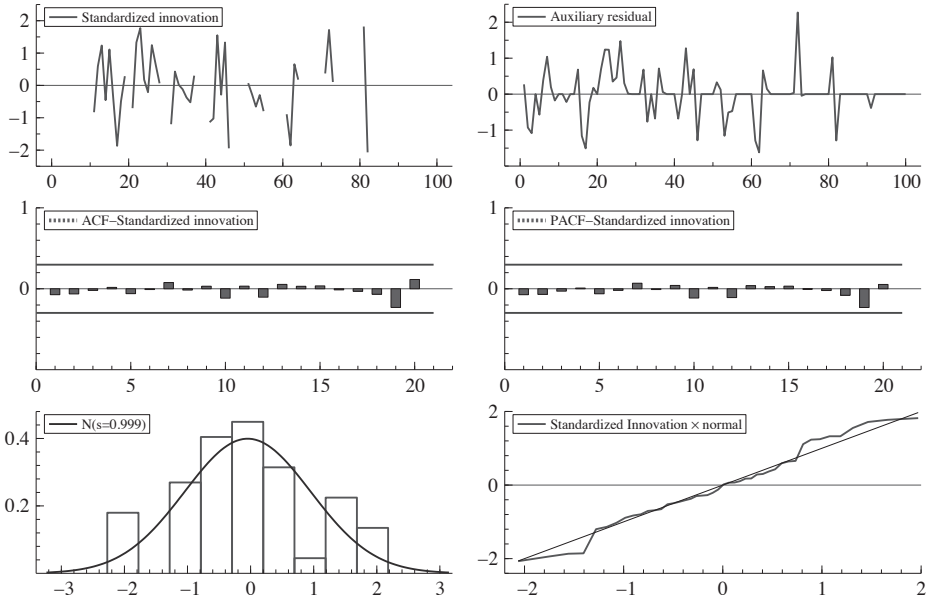 Standardized innovation
Auxiliary residual
2
1
0
−1
−2
2
1
0
−1
0 20 40 60 80 100
0 20 40 60 80 100
ACF–Standardized innovation
PACF–Standardized innovation
1
0
1
0
0 5 10 15 20
0 5 10 15 20
N(s=0.999)
Standardized Innovation × normal
0.4
0.2
2
0
−2
−3 −2 −1 0 1 2 3
−2 −1 0 1 2